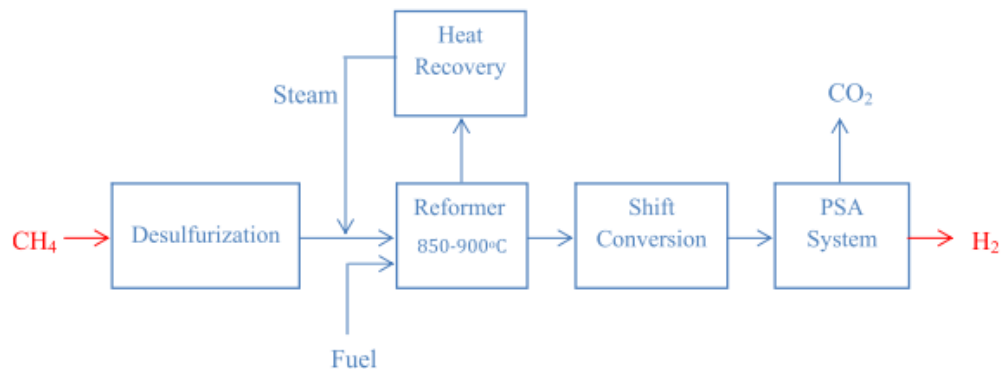 Heat
Recovery
Steam
CO₂
CH₄
Desulfurization
Reformer
850-900ºC
Shift
Conversion
PSA
System
H₂
Fuel